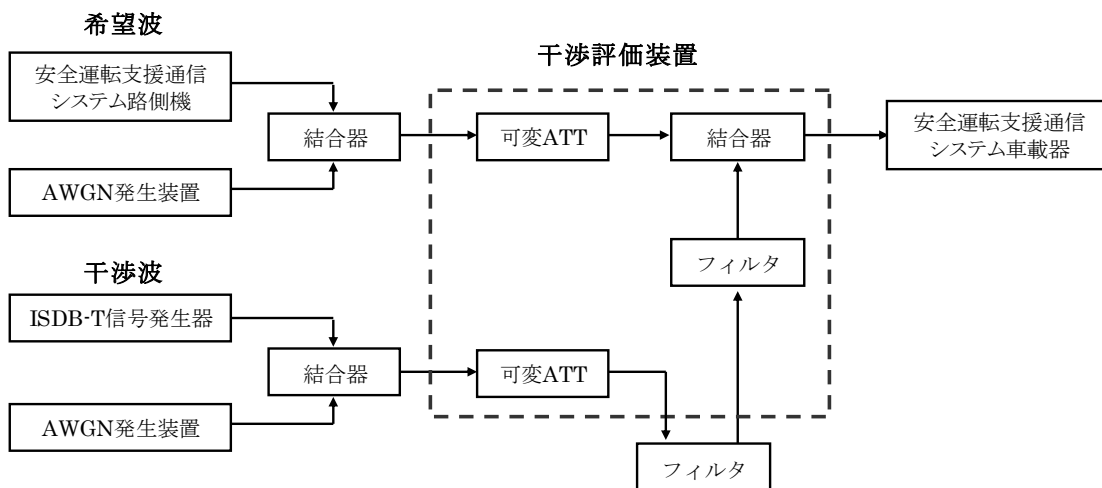 希望波
安全運転支援通信
システム路側機
結合器
AWGN発生装置
干渉評価装置
可変ATT
結合器
安全運転支援通信
システム車載器
フィルタ
干渉波
ISDB-T信号発生器
結合器
AWGN発生装置
可変ATT
フィルタ